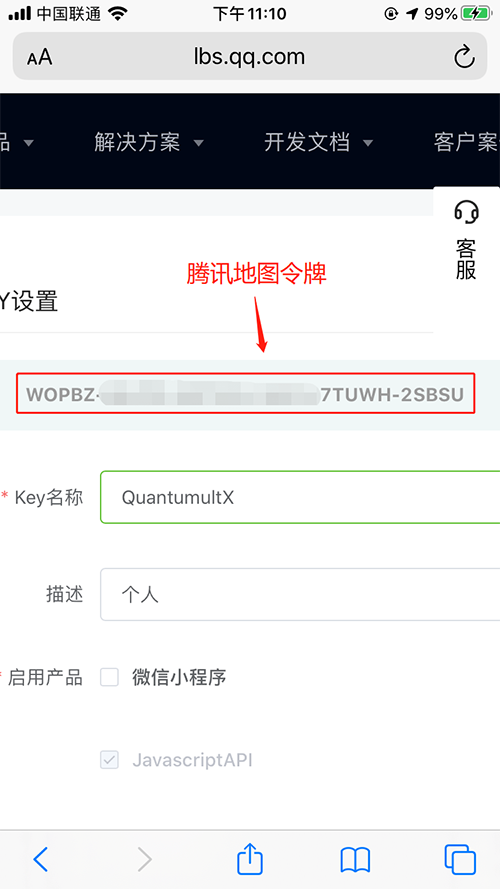 中国联通 下午11:10 99%
AA lbs.qq.com
品 解决方案 开发文档 客户案
客服
腾讯地图令牌
Y设置
WOPBZ- 7TUWH-2SBSU
* Key名称 QuantumultX
描述 个人
* 启用产品 微信小程序
JavascriptAPI